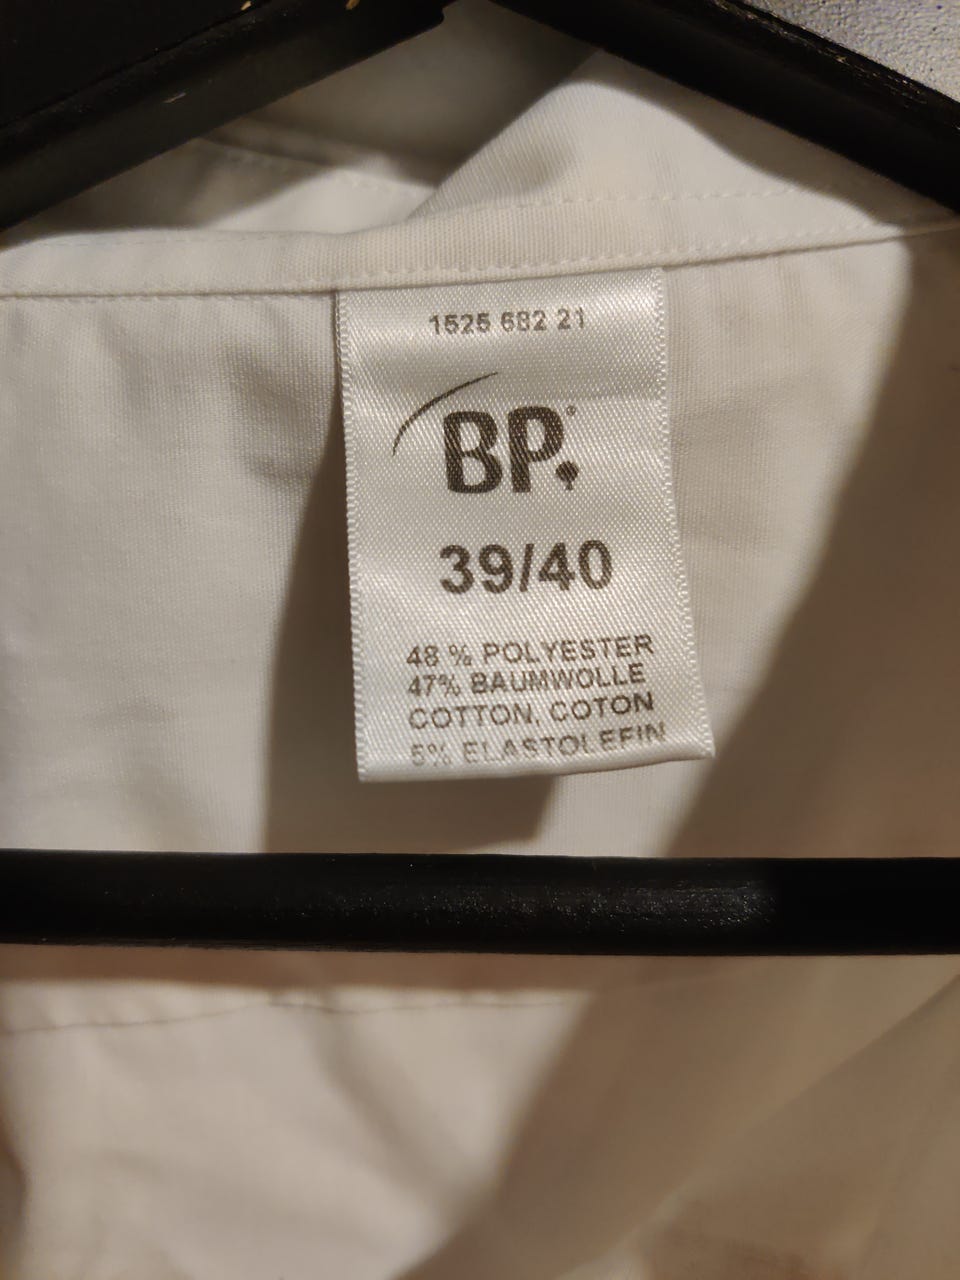 1525 682 21
BP®
39/40
48 % POLYESTER
47% BAUMWOLLE
COTTON, COTON
5% ELASTOLEFIN